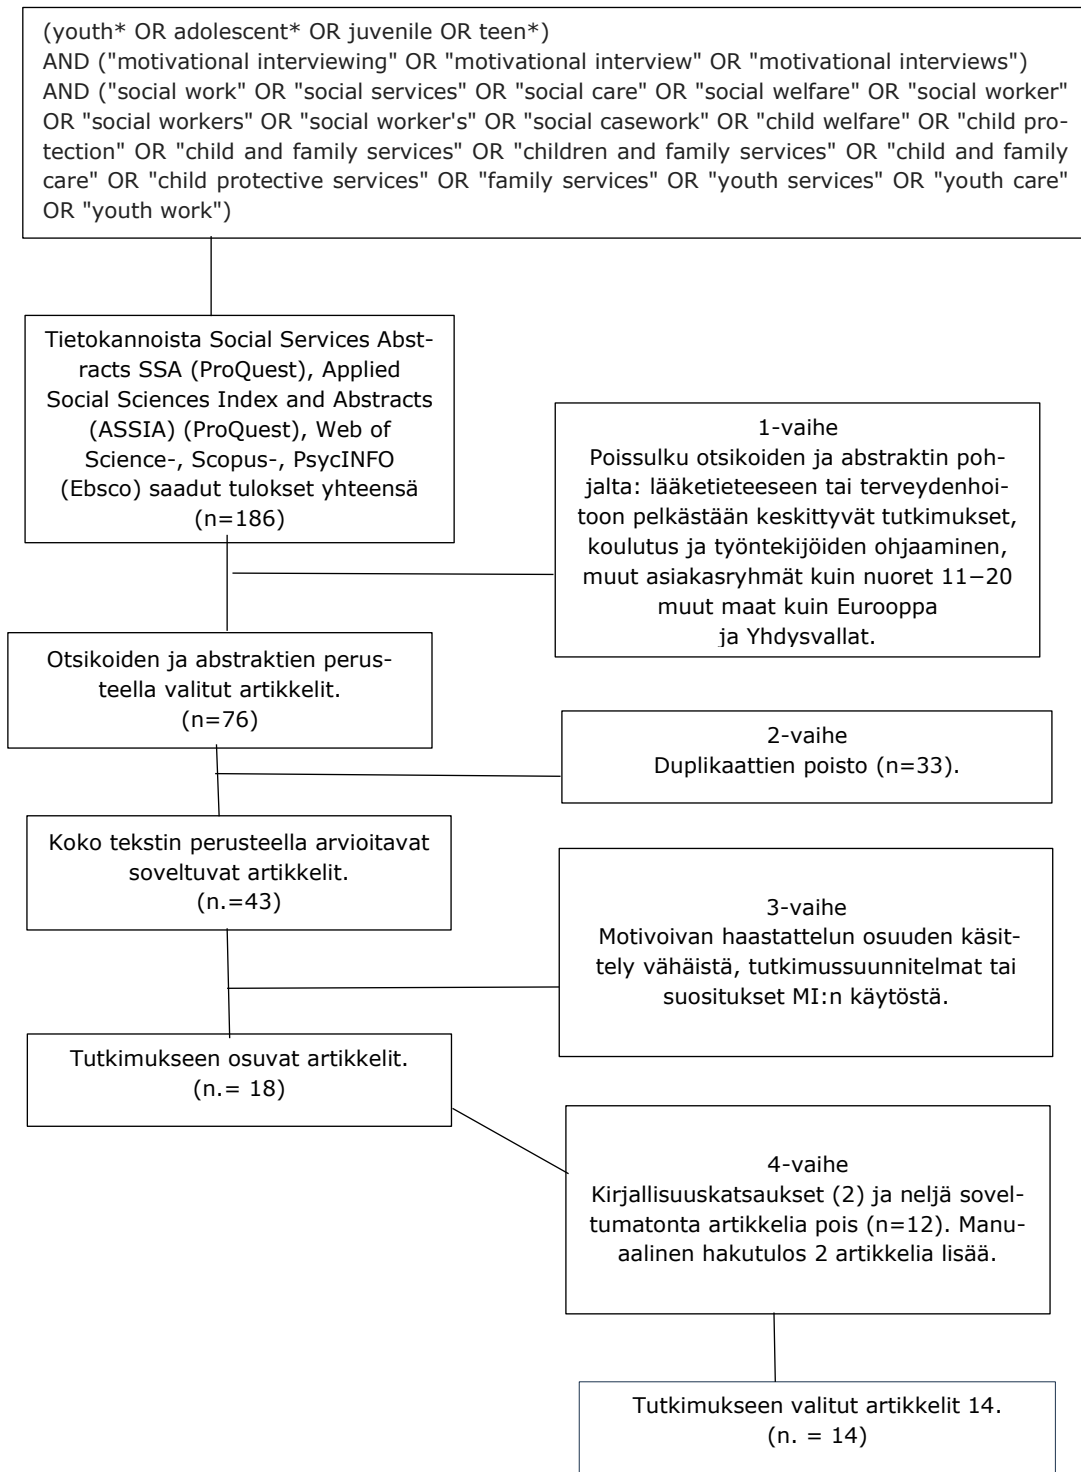 (youth* OR adolescent* OR juvenile OR teen*)
AND ("motivational interviewing" OR "motivational interview" OR "motivational interviews")
AND ("social work" OR "social services" OR "social care" OR "social welfare" OR "social worker"
OR "social workers" OR "social worker's" OR "social casework" OR "child welfare" OR "child pro-
tection" OR "child and family services" OR "children and family services" OR "child and family
care" OR "child protective services" OR "family services" OR "youth services" OR "youth care"
OR "youth work")
Tietokannoista Social Services Abst-
racts SSA (ProQuest), Applied
Social Sciences Index and Abstracts
(ASSIA) (ProQuest), Web of
Science-, Scopus-, PsycINFO
(Ebsco) saadut tulokset yhteensä
(n=186)
1-vaihe
Poissulku otsikoiden ja abstraktin poh-
jalta: lääketieteeseen tai terveydenhoi-
toon pelkästään keskittyvät tutkimukset,
koulutus ja työntekijöiden ohjaaminen,
muut asiakasryhmät kuin nuoret 11−20
muut maat kuin Eurooppa
ja Yhdysvallat.
Otsikoiden ja abstraktien perus-
teella valitut artikkelit.
(n=76)
2-vaihe
Duplikaattien poisto (n=33).
Koko tekstin perusteella arvioitavat
soveltuvat artikkelit.
(n.=43)
3-vaihe
Motivoivan haastattelun osuuden käsit-
tely vähäistä, tutkimussuunnitelmat tai
suositukset MI:n käytöstä.
Tutkimukseen osuvat artikkelit.
(n.= 18)
4-vaihe
Kirjallisuuskatsaukset (2) ja neljä sovel-
tumatonta artikkelia pois (n=12). Manu-
aalinen hakutulos 2 artikkelia lisää.
Tutkimukseen valitut artikkelit 14.
(n. = 14)